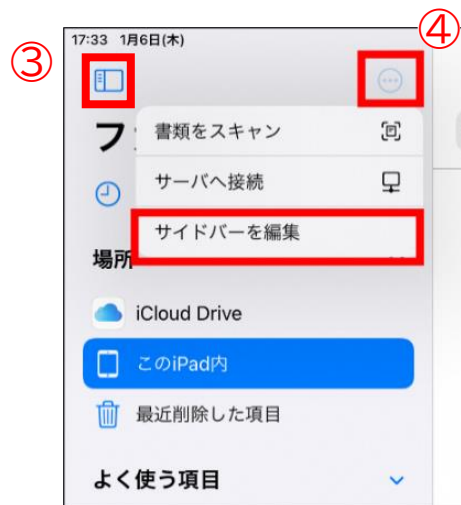 17:33 1月6日(木)
④
③
フ
書類をスキャン
サーバへ接続
サイドバーを編集
場所
iCloud Drive
このiPad内
最近削除した項目
よく使う項目